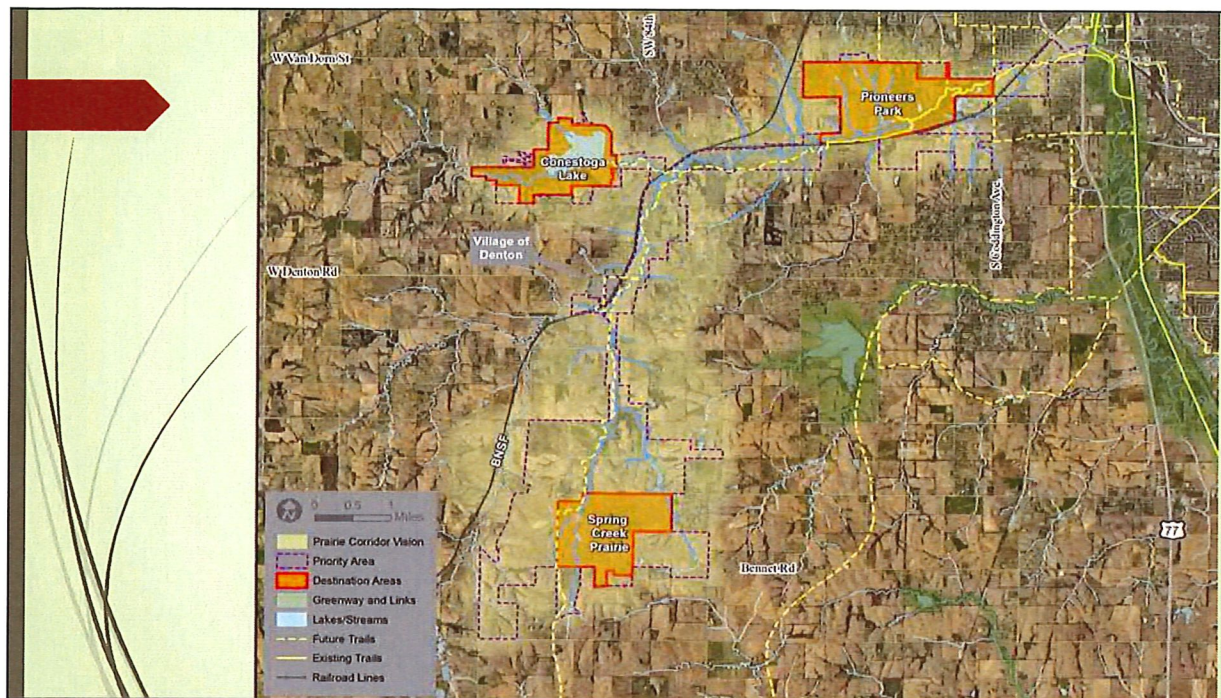 SW 84th
W Van Dorn St
Pioneers
Park
Conestoga
Lake
S Coddington Ave
Village of
Denton
W Denton Rd
BNSF
0 0.5 1
Miles
Prairie Corridor Vision
Priority Area
Destination Areas
Greenway and Links
Lakes/Streams
Future Trails
Existing Trails
Railroad Lines
Spring
Creek
Prairie
Bennet Rd
77